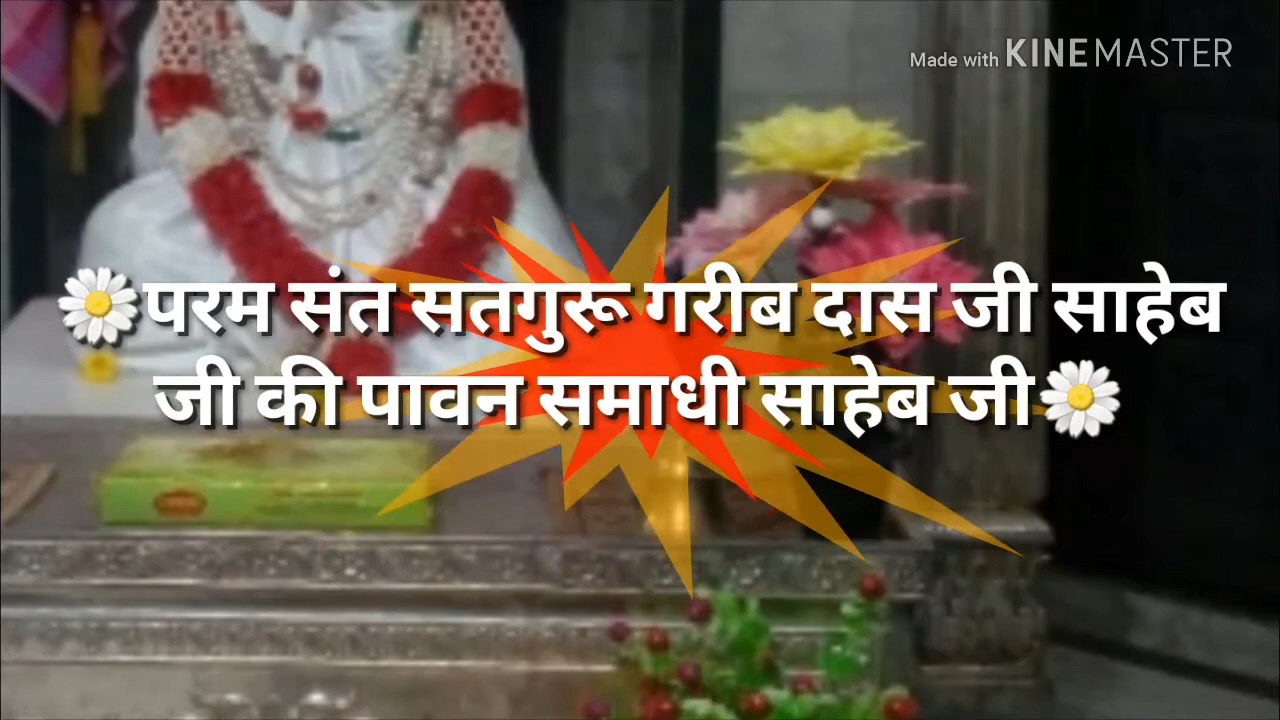 Made with KINEMASTER
🌼परम संत सतगुरू गरीब दास जी साहेब
जी की पावन समाधी साहेब जी🌼